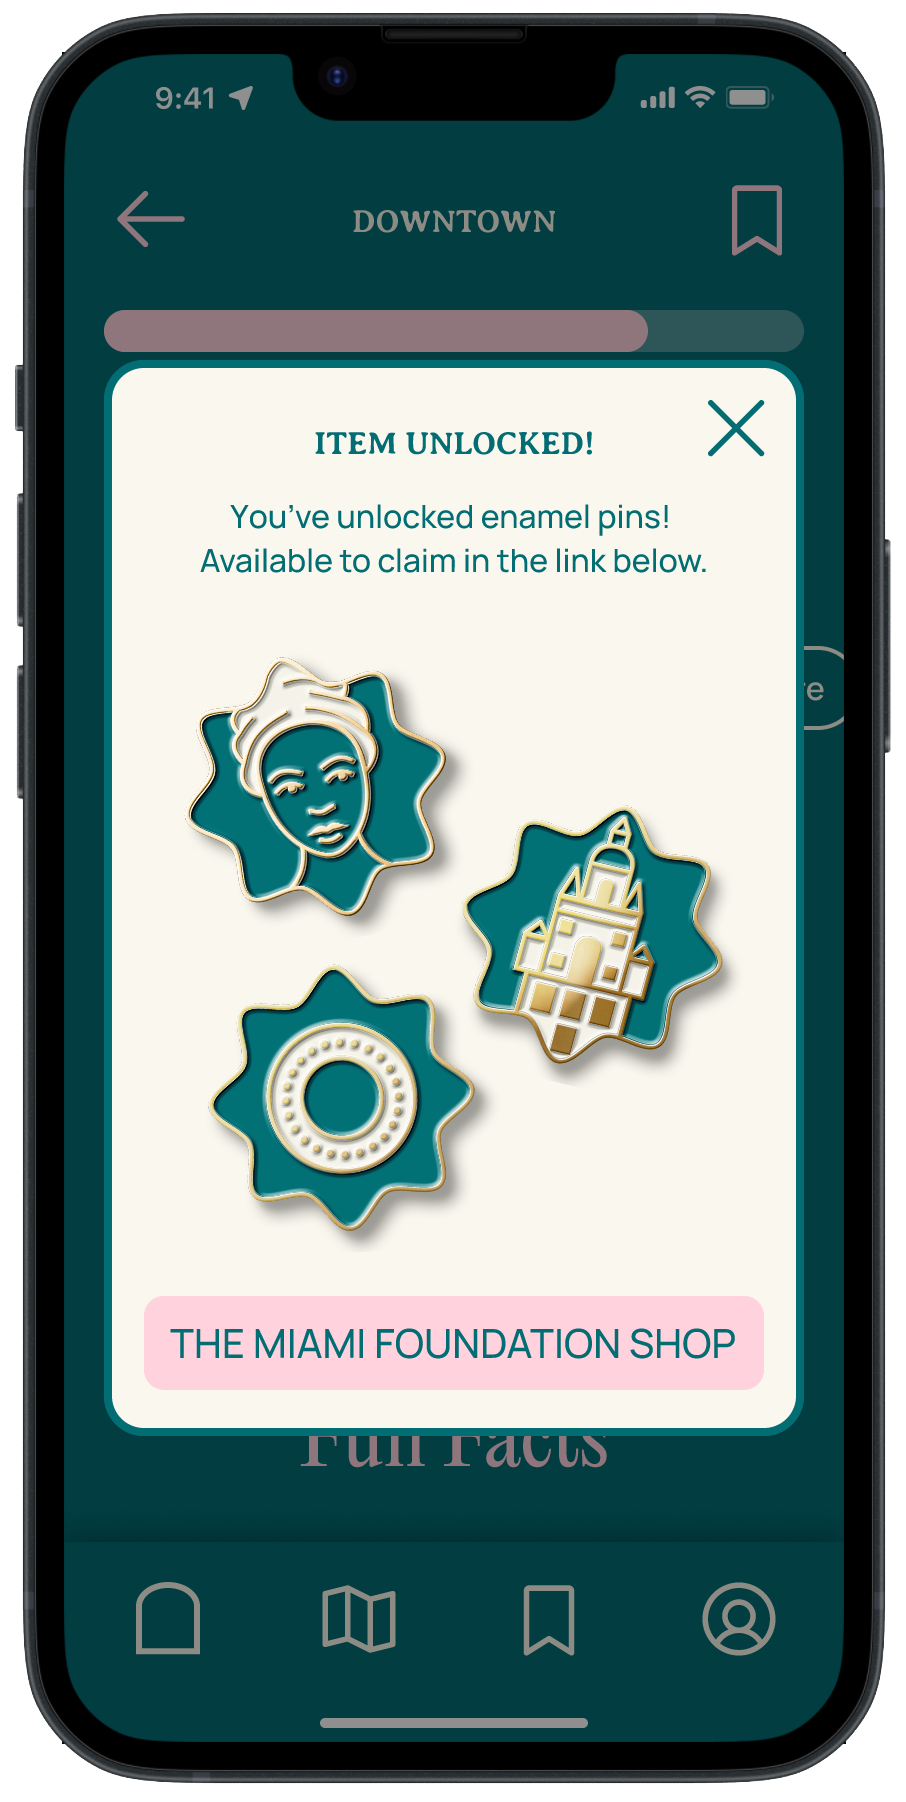 9:41
DOWNTOWN
ITEM UNLOCKED!
You've unlocked enamel pins!
Available to claim in the link below.
re
THE MIAMI FOUNDATION SHOP
Fun Facts